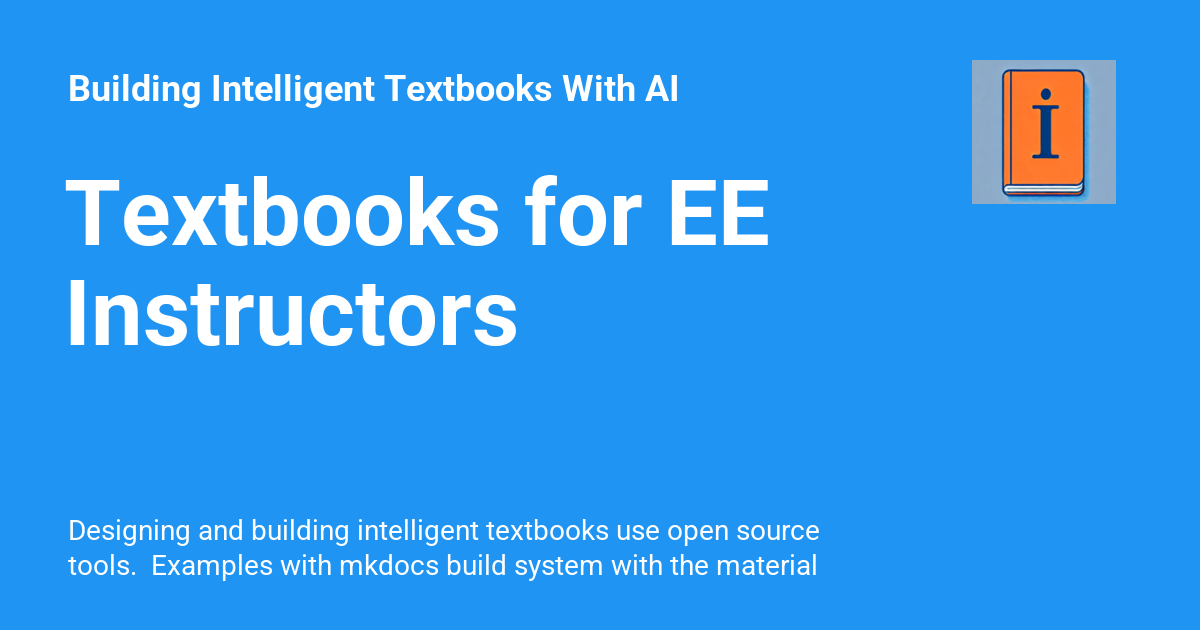 Building Intelligent Textbooks With AI
i
Textbooks for EE
Instructors
Designing and building intelligent textbooks use open source
tools.  Examples with mkdocs build system with the material